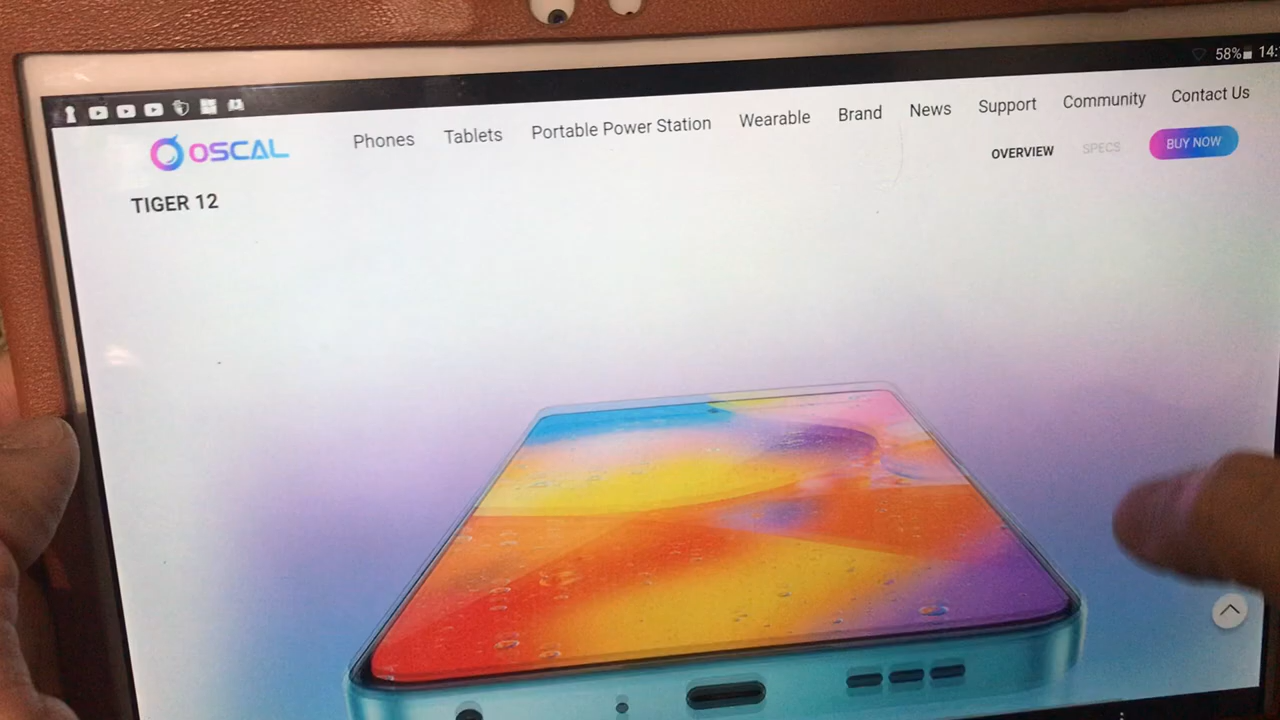 58% 14:
OSCAL Phones Tablets Portable Power Station Wearable Brand News Support Community Contact Us
OVERVIEW SPECS BUY NOW
TIGER 12